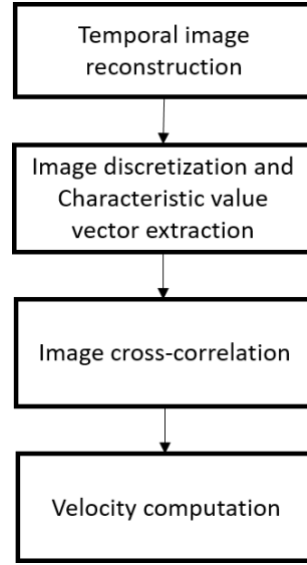 Temporal image
reconstruction
Image discretization and
Characteristic value
vector extraction
Image cross-correlation
Velocity computation